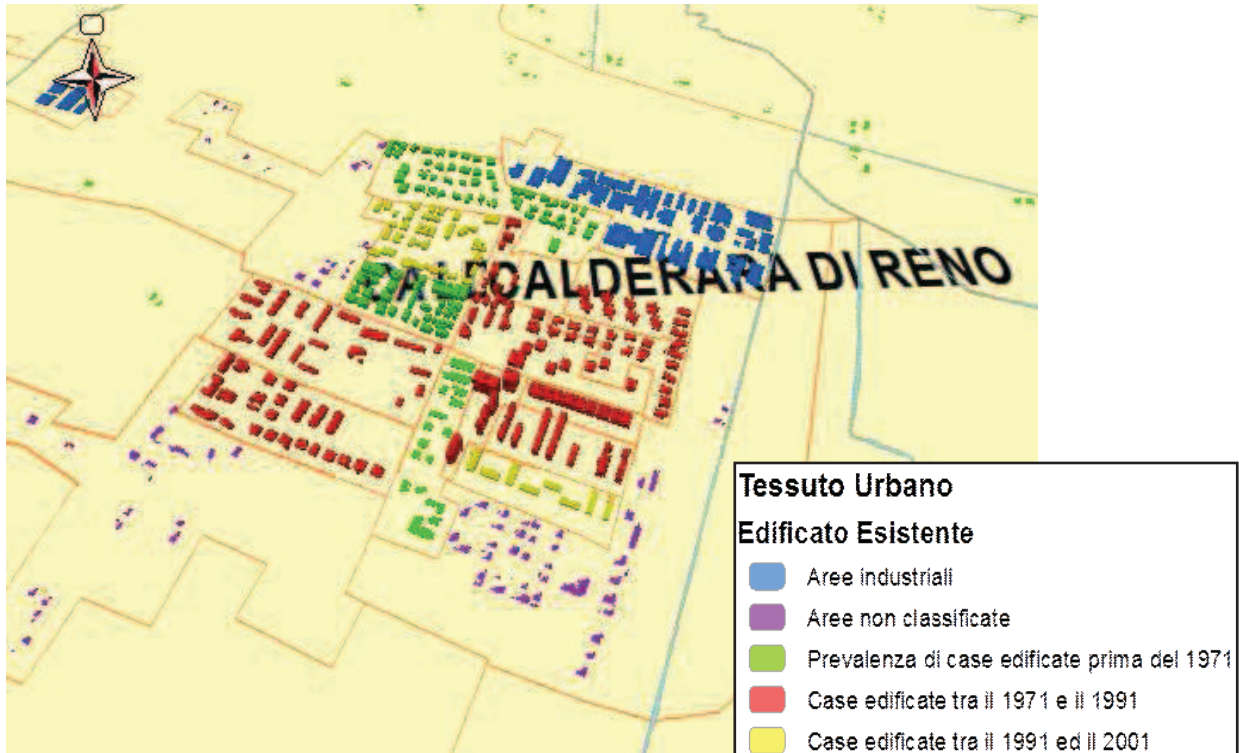 CALDERARA DI RENO
Tessuto Urbano
Edificato Esistente
Aree industriali
Aree non classificate
Prevalenza di case edificate prima del 1971
Case edificate tra il 1971 e il 1991
Case edificate tra il 1991 ed il 2001